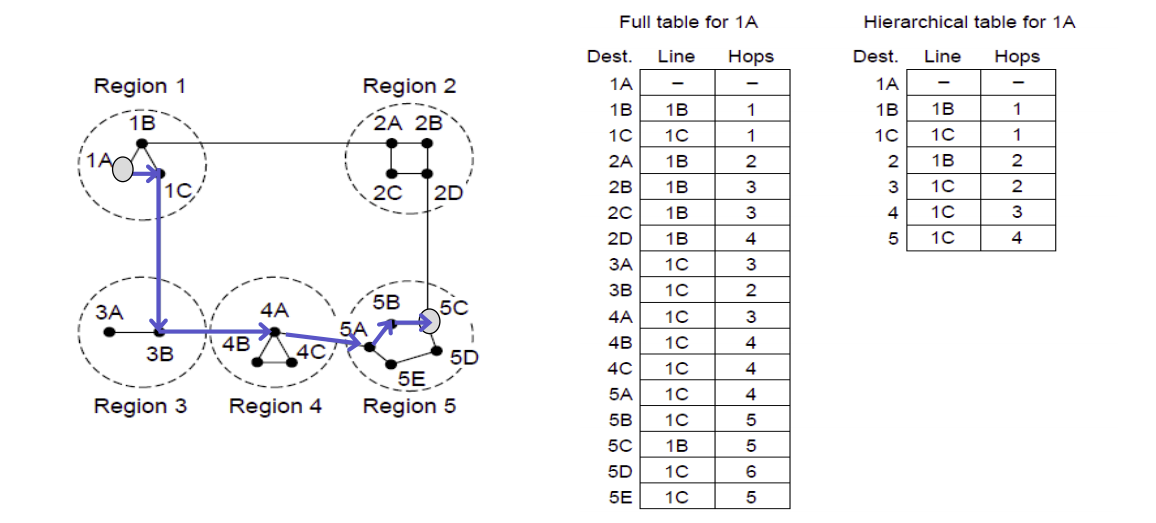 Full table for 1A
Hierarchical table for 1A
Region 1
Region 2
1B
1A
1C
2A 2B
2C 2D
3A
3B
4A
4B
4C
5A
5B
5C
5D
5E
Region 3
Region 4
Region 5
Dest. Line Hops
1A – –
1B 1B 1
1C 1C 1
2A 1B 2
2B 1B 3
2C 1B 3
2D 1B 4
3A 1C 3
3B 1C 2
4A 1C 3
4B 1C 4
4C 1C 4
5A 1C 4
5B 1C 5
5C 1B 5
5D 1C 6
5E 1C 5
Dest. Line Hops
1A – –
1B 1B 1
1C 1C 1
2 1B 2
3 1C 2
4 1C 3
5 1C 4